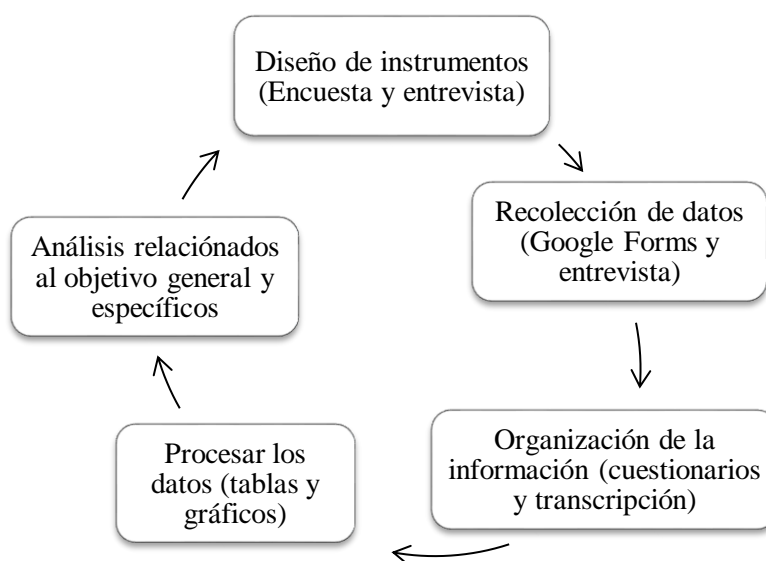 Diseño de instrumentos
(Encuesta y entrevista)
Recolección de datos
(Google Forms y
entrevista)
Organización de la
información (cuestionarios
y transcripción)
Procesar los
datos (tablas y
gráficos)
Análisis relaciónados
al objetivo general y
específicos